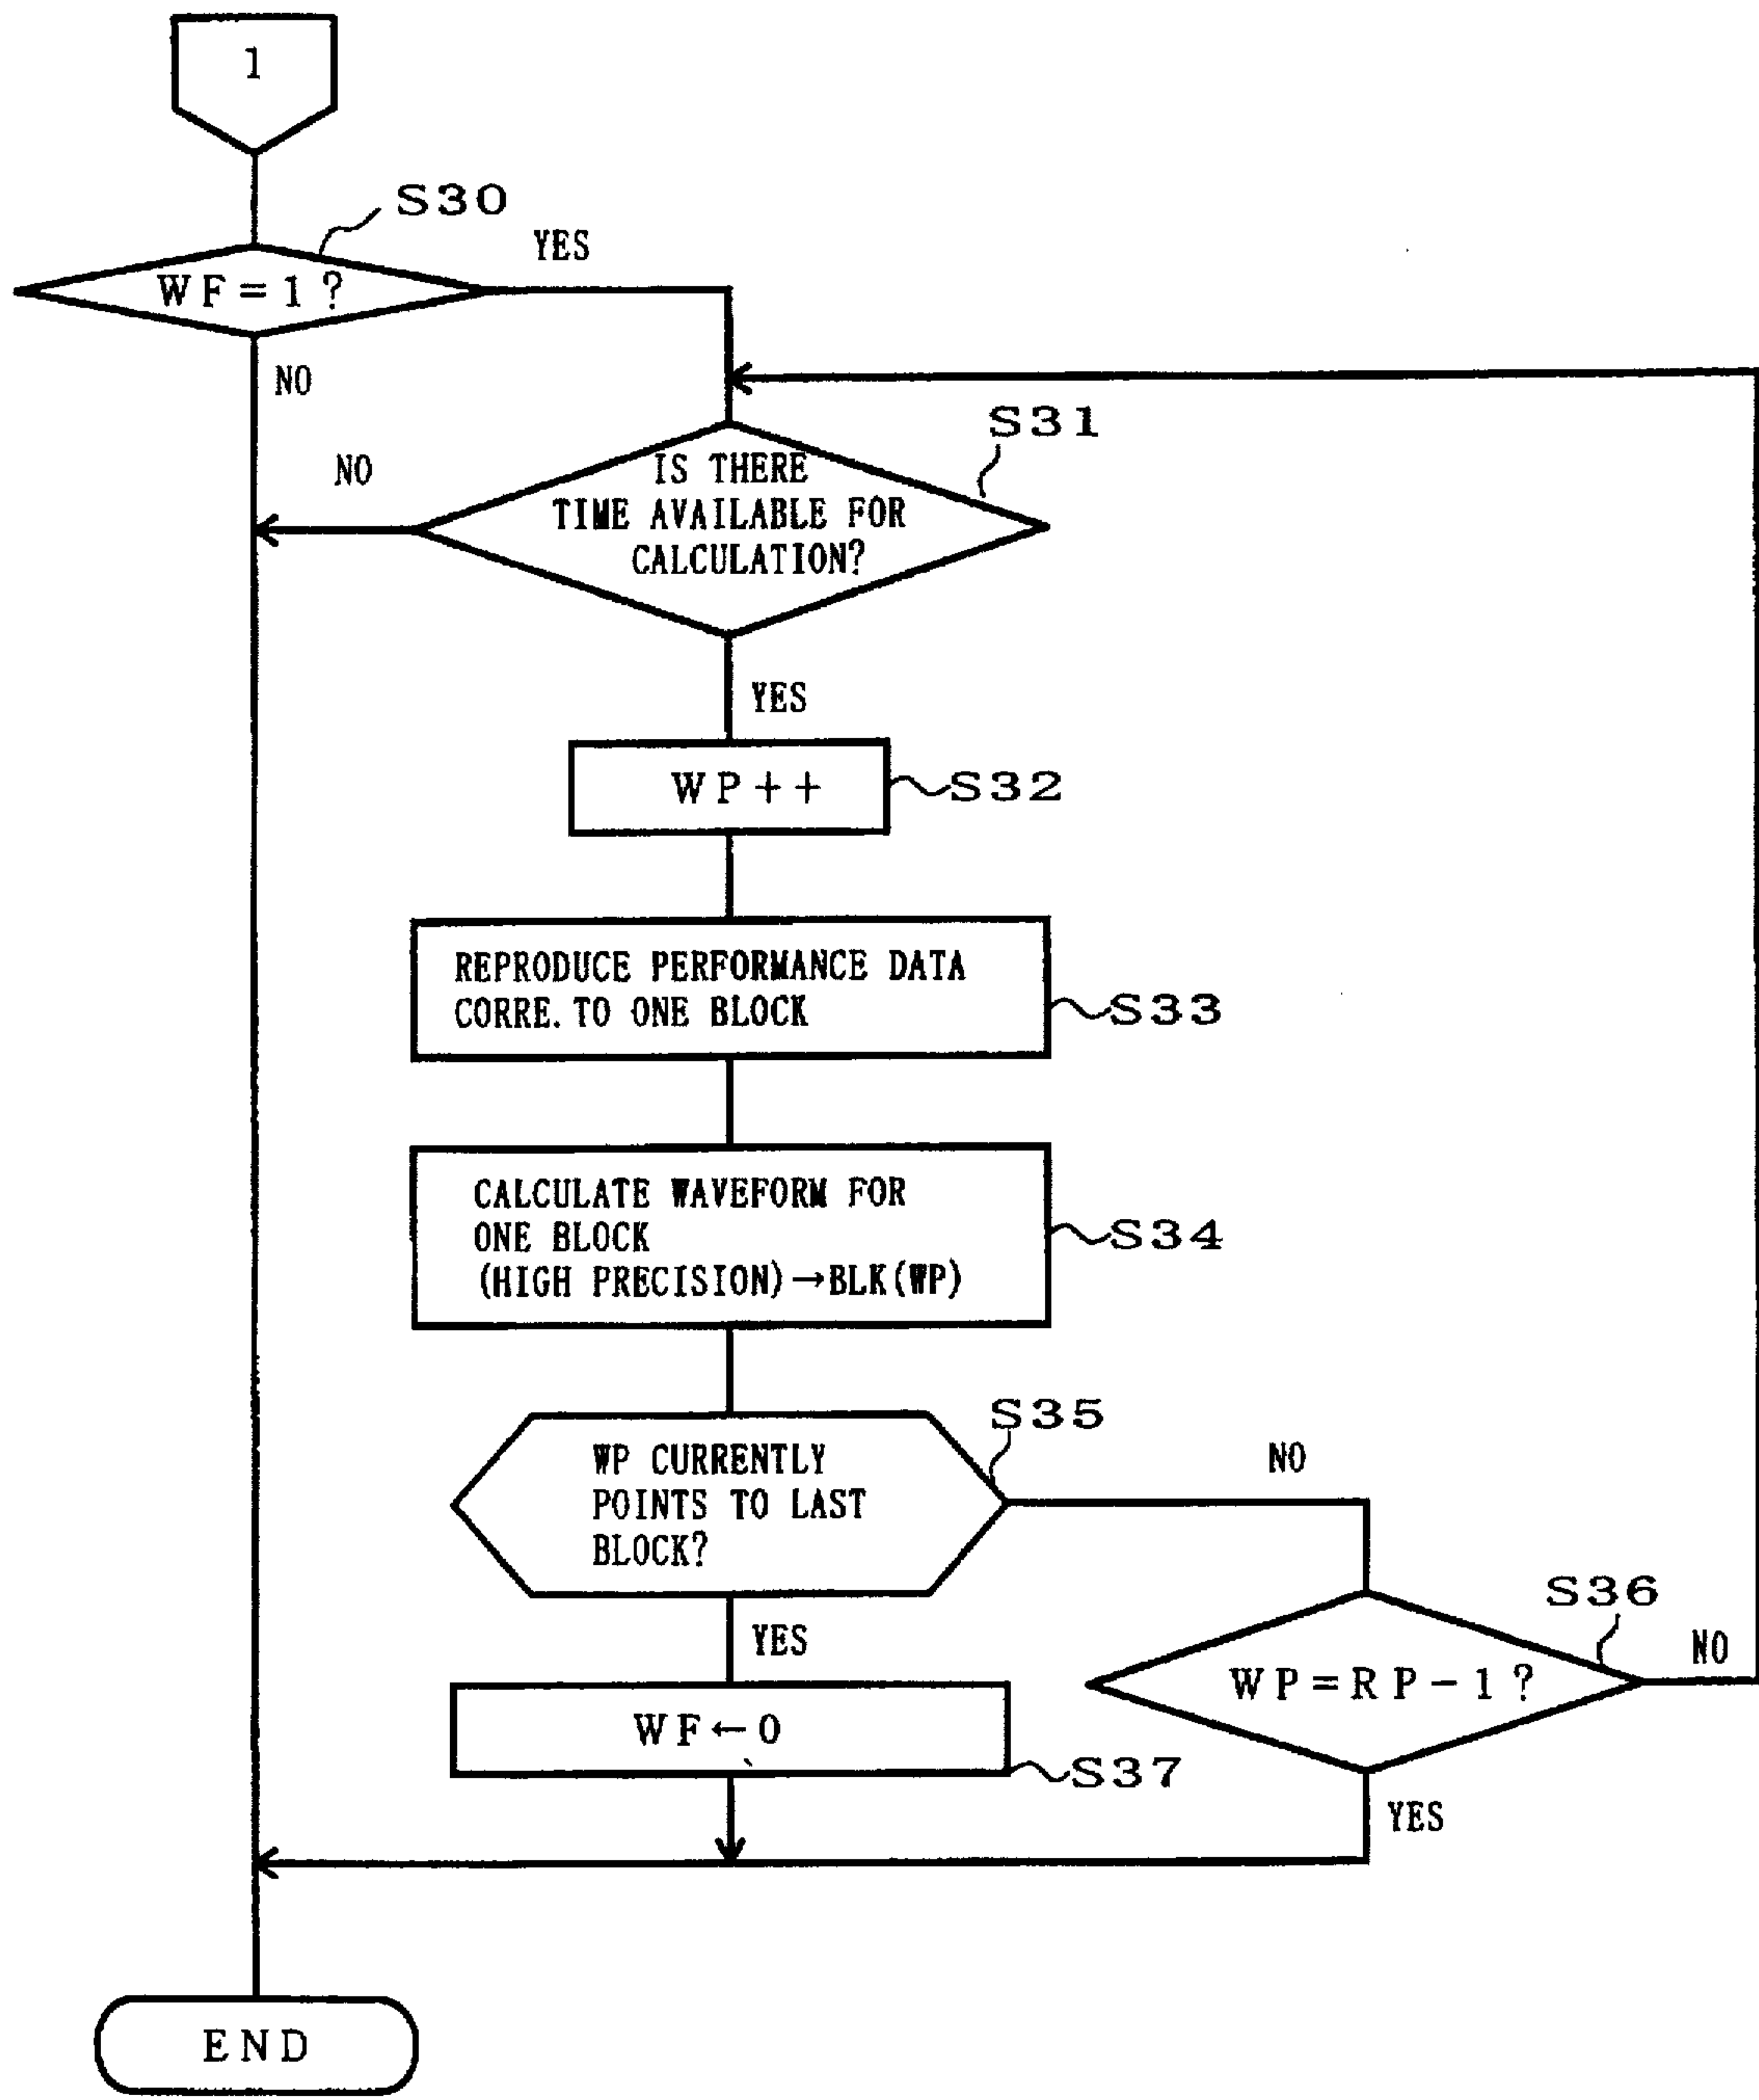 1
S30
YES
WF=1?
NO
S31
NO
IS THERE
TIME AVAILABLE FOR
CALCULATION?
YES
WP++
S32
REPRODUCE PERFORMANCE DATA
CORRE. TO ONE BLOCK
S33
CALCULATE WAVEFORM FOR
ONE BLOCK
(HIGH PRECISION)→BLK(WP)
S34
S35
WP CURRENTLY
POINTS TO LAST
BLOCK?
NO
S36
YES
NO
WP=RP-1?
WF←0
S37
YES
END